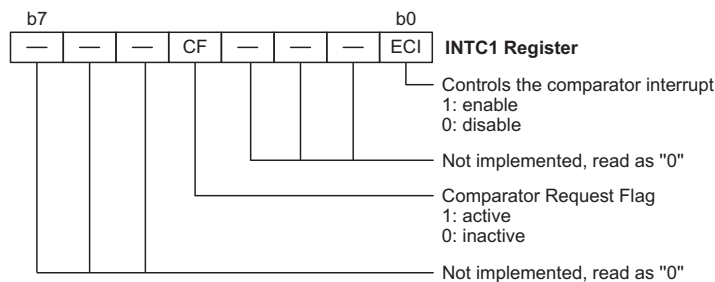 b7 b0
— — — CF — — — ECI INTC1 Register
Controls the comparator interrupt
1: enable
0: disable
Not implemented, read as "0"
Comparator Request Flag
1: active
0: inactive
Not implemented, read as "0"